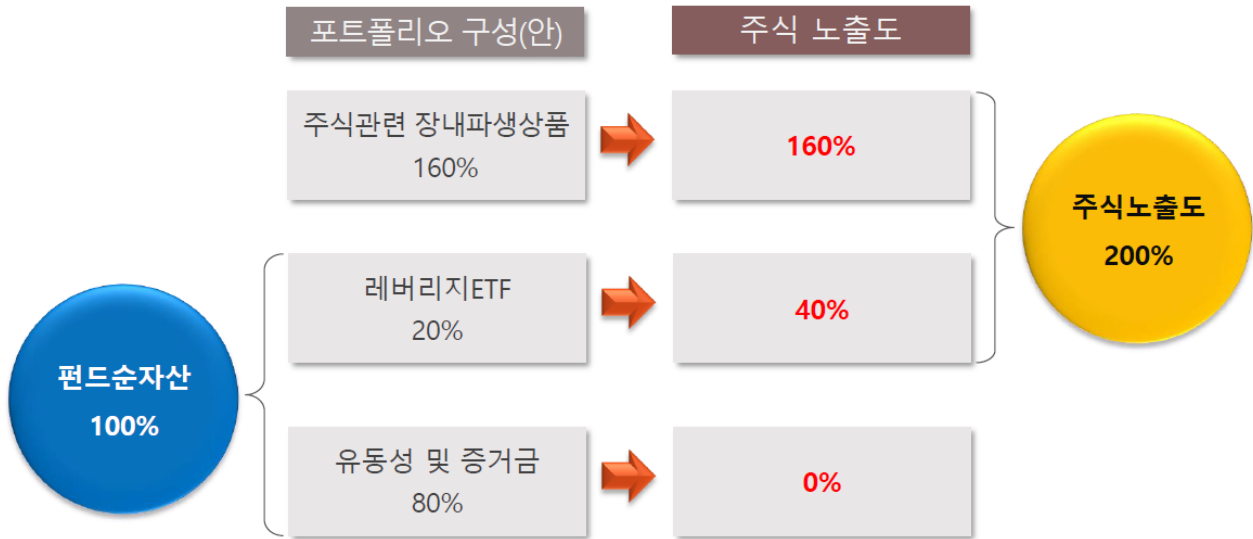 포트폴리오 구성(안)
주식 노출도
주식관련 장내파생상품
160%
160%
레버리지ETF
20%
40%
유동성 및 증거금
80%
0%
펀드순자산
100%
주식노출도
200%